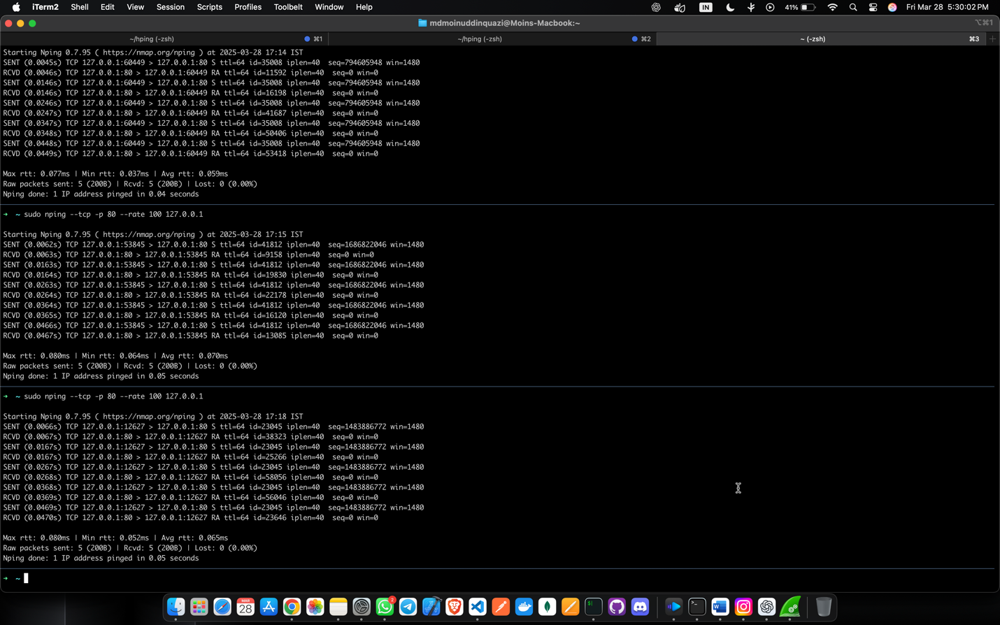 iTerm2 Shell Edit View Session Scripts Profiles Toolbelt Window Help IN 41% Fri Mar 28 5:30:02 PM
mdmoinuddinquazi@Moins-Macbook:~ ⌥⌘1
~/hping (-zsh) ⌘1 ~/hping (-zsh) ⌘2 ~ (-zsh) ⌘3 +
Starting Nping 0.7.95 ( https://nmap.org/nping ) at 2025-03-28 17:14 IST
SENT (0.0045s) TCP 127.0.0.1:60449 > 127.0.0.1:80 S ttl=64 id=35008 iplen=40  seq=794605948 win=1480
RCVD (0.0046s) TCP 127.0.0.1:80 > 127.0.0.1:60449 RA ttl=64 id=11592 iplen=40  seq=0 win=0
SENT (0.0146s) TCP 127.0.0.1:60449 > 127.0.0.1:80 S ttl=64 id=35008 iplen=40  seq=794605948 win=1480
RCVD (0.0146s) TCP 127.0.0.1:80 > 127.0.0.1:60449 RA ttl=64 id=16198 iplen=40  seq=0 win=0
SENT (0.0246s) TCP 127.0.0.1:60449 > 127.0.0.1:80 S ttl=64 id=35008 iplen=40  seq=794605948 win=1480
RCVD (0.0247s) TCP 127.0.0.1:80 > 127.0.0.1:60449 RA ttl=64 id=41687 iplen=40  seq=0 win=0
SENT (0.0347s) TCP 127.0.0.1:60449 > 127.0.0.1:80 S ttl=64 id=35008 iplen=40  seq=794605948 win=1480
RCVD (0.0348s) TCP 127.0.0.1:80 > 127.0.0.1:60449 RA ttl=64 id=50406 iplen=40  seq=0 win=0
SENT (0.0448s) TCP 127.0.0.1:60449 > 127.0.0.1:80 S ttl=64 id=35008 iplen=40  seq=794605948 win=1480
RCVD (0.0449s) TCP 127.0.0.1:80 > 127.0.0.1:60449 RA ttl=64 id=53418 iplen=40  seq=0 win=0
Max rtt: 0.077ms | Min rtt: 0.037ms | Avg rtt: 0.059ms
Raw packets sent: 5 (200B) | Rcvd: 5 (200B) | Lost: 0 (0.00%)
Nping done: 1 IP address pinged in 0.04 seconds
→ ~ sudo nping --tcp -p 80 --rate 100 127.0.0.1
Starting Nping 0.7.95 ( https://nmap.org/nping ) at 2025-03-28 17:15 IST
SENT (0.0062s) TCP 127.0.0.1:53845 > 127.0.0.1:80 S ttl=64 id=41812 iplen=40  seq=1686822046 win=1480
RCVD (0.0063s) TCP 127.0.0.1:80 > 127.0.0.1:53845 RA ttl=64 id=9158 iplen=40  seq=0 win=0
SENT (0.0163s) TCP 127.0.0.1:53845 > 127.0.0.1:80 S ttl=64 id=41812 iplen=40  seq=1686822046 win=1480
RCVD (0.0164s) TCP 127.0.0.1:80 > 127.0.0.1:53845 RA ttl=64 id=19830 iplen=40  seq=0 win=0
SENT (0.0263s) TCP 127.0.0.1:53845 > 127.0.0.1:80 S ttl=64 id=41812 iplen=40  seq=1686822046 win=1480
RCVD (0.0264s) TCP 127.0.0.1:80 > 127.0.0.1:53845 RA ttl=64 id=22178 iplen=40  seq=0 win=0
SENT (0.0364s) TCP 127.0.0.1:53845 > 127.0.0.1:80 S ttl=64 id=41812 iplen=40  seq=1686822046 win=1480
RCVD (0.0365s) TCP 127.0.0.1:80 > 127.0.0.1:53845 RA ttl=64 id=16120 iplen=40  seq=0 win=0
SENT (0.0466s) TCP 127.0.0.1:53845 > 127.0.0.1:80 S ttl=64 id=41812 iplen=40  seq=1686822046 win=1480
RCVD (0.0467s) TCP 127.0.0.1:80 > 127.0.0.1:53845 RA ttl=64 id=13085 iplen=40  seq=0 win=0
Max rtt: 0.080ms | Min rtt: 0.064ms | Avg rtt: 0.070ms
Raw packets sent: 5 (200B) | Rcvd: 5 (200B) | Lost: 0 (0.00%)
Nping done: 1 IP address pinged in 0.05 seconds
→ ~ sudo nping --tcp -p 80 --rate 100 127.0.0.1
Starting Nping 0.7.95 ( https://nmap.org/nping ) at 2025-03-28 17:18 IST
SENT (0.0066s) TCP 127.0.0.1:12627 > 127.0.0.1:80 S ttl=64 id=23045 iplen=40  seq=1483886772 win=1480
RCVD (0.0067s) TCP 127.0.0.1:80 > 127.0.0.1:12627 RA ttl=64 id=38323 iplen=40  seq=0 win=0
SENT (0.0167s) TCP 127.0.0.1:12627 > 127.0.0.1:80 S ttl=64 id=23045 iplen=40  seq=1483886772 win=1480
RCVD (0.0167s) TCP 127.0.0.1:80 > 127.0.0.1:12627 RA ttl=64 id=25266 iplen=40  seq=0 win=0
SENT (0.0267s) TCP 127.0.0.1:12627 > 127.0.0.1:80 S ttl=64 id=23045 iplen=40  seq=1483886772 win=1480
RCVD (0.0268s) TCP 127.0.0.1:80 > 127.0.0.1:12627 RA ttl=64 id=58056 iplen=40  seq=0 win=0
SENT (0.0368s) TCP 127.0.0.1:12627 > 127.0.0.1:80 S ttl=64 id=23045 iplen=40  seq=1483886772 win=1480
RCVD (0.0369s) TCP 127.0.0.1:80 > 127.0.0.1:12627 RA ttl=64 id=56046 iplen=40  seq=0 win=0
SENT (0.0469s) TCP 127.0.0.1:12627 > 127.0.0.1:80 S ttl=64 id=23045 iplen=40  seq=1483886772 win=1480
RCVD (0.0470s) TCP 127.0.0.1:80 > 127.0.0.1:12627 RA ttl=64 id=23646 iplen=40  seq=0 win=0
Max rtt: 0.080ms | Min rtt: 0.052ms | Avg rtt: 0.065ms
Raw packets sent: 5 (200B) | Rcvd: 5 (200B) | Lost: 0 (0.00%)
Nping done: 1 IP address pinged in 0.05 seconds
→ ~
MAR 28 2